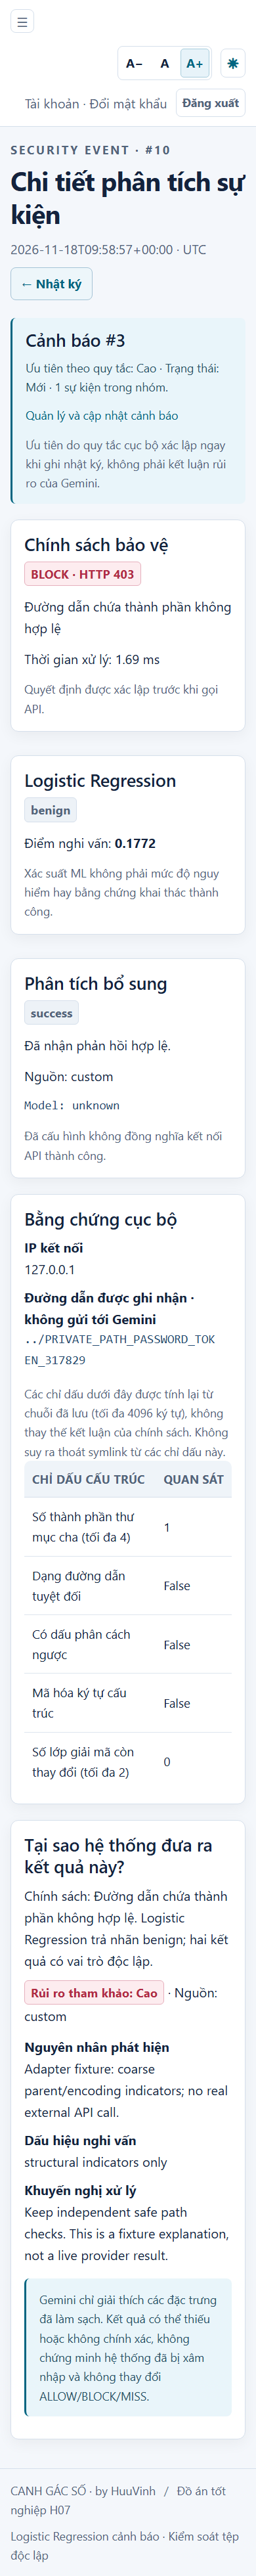 ☰
A− A A+
Tài khoản · Đổi mật khẩu Đăng xuất
SECURITY EVENT · #10
Chi tiết phân tích sự
kiện
2026-11-18T09:58:57+00:00 · UTC
← Nhật ký
Cảnh báo #3
Ưu tiên theo quy tắc: Cao · Trạng thái:
Mới · 1 sự kiện trong nhóm.
Quản lý và cập nhật cảnh báo
Ưu tiên do quy tắc cục bộ xác lập ngay
khi ghi nhật ký, không phải kết luận rủi
ro của Gemini.
Chính sách bảo vệ
BLOCK · HTTP 403
Đường dẫn chứa thành phần không
hợp lệ
Thời gian xử lý: 1.69 ms
Quyết định được xác lập trước khi gọi
API.
Logistic Regression
benign
Điểm nghi vấn: 0.1772
Xác suất ML không phải mức độ nguy
hiểm hay bằng chứng khai thác thành
công.
Phân tích bổ sung
success
Đã nhận phản hồi hợp lệ.
Nguồn: custom
Model: unknown
Đã cấu hình không đồng nghĩa kết nối
API thành công.
Bằng chứng cục bộ
IP kết nối
127.0.0.1
Đường dẫn được ghi nhận ·
không gửi tới Gemini
../PRIVATE_PATH_PASSWORD_TOK
EN_317829
Các chỉ dấu dưới đây được tính lại từ
chuỗi đã lưu (tối đa 4096 ký tự), không
thay thế kết luận của chính sách. Không
suy ra thoát symlink từ các chỉ dấu này.
CHỈ DẤU CẤU TRÚC QUAN SÁT
Số thành phần thư
mục cha (tối đa 4) 1
Dạng đường dẫn
tuyệt đối False
Có dấu phân cách
ngược False
Mã hóa ký tự cấu
trúc False
Số lớp giải mã còn
thay đổi (tối đa 2) 0
Tại sao hệ thống đưa ra
kết quả này?
Chính sách: Đường dẫn chứa thành
phần không hợp lệ. Logistic
Regression trả nhãn benign; hai kết
quả có vai trò độc lập.
Rủi ro tham khảo: Cao · Nguồn:
custom
Nguyên nhân phát hiện
Adapter fixture: coarse
parent/encoding indicators; no real
external API call.
Dấu hiệu nghi vấn
structural indicators only
Khuyến nghị xử lý
Keep independent safe path
checks. This is a fixture explanation,
not a live provider result.
Gemini chỉ giải thích các đặc trưng
đã làm sạch. Kết quả có thể thiếu
hoặc không chính xác, không
chứng minh hệ thống đã bị xâm
nhập và không thay đổi
ALLOW/BLOCK/MISS.
CANH GÁC SỐ · by HuuVinh / Đồ án tốt
nghiệp H07
Logistic Regression cảnh báo · Kiểm soát tệp
độc lập